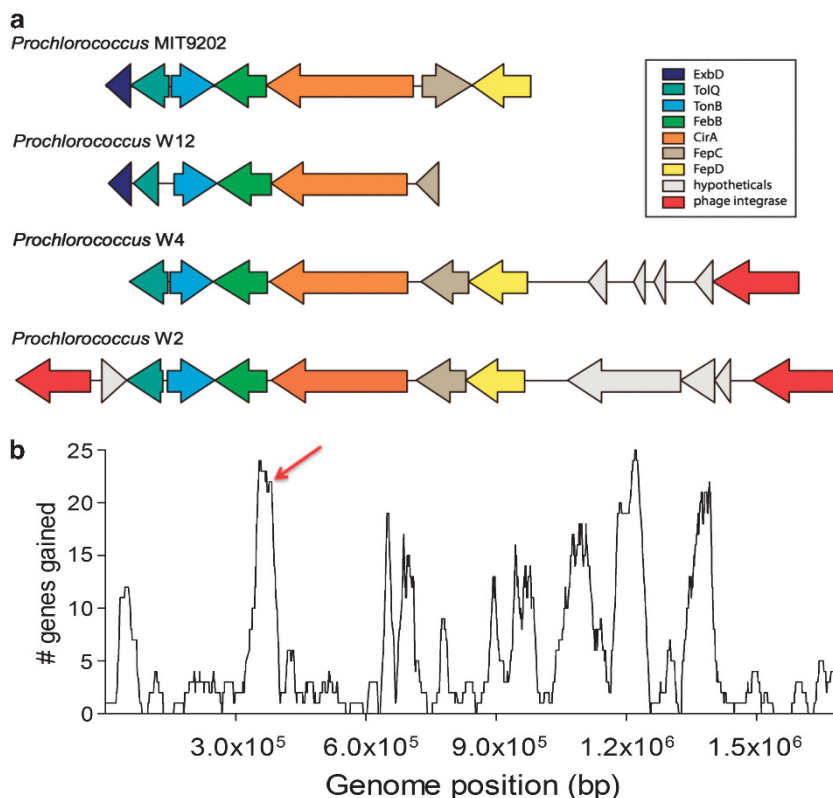 a
Prochlorococcus MIT9202
ExbD
TolQ
TonB
FebB
CirA
FepC
FepD
hypotheticals
phage integrase
Prochlorococcus W12
Prochlorococcus W4
Prochlorococcus W2
b
# genes gained
25
20
15
10
5
0
3.0x10⁵ 6.0x10⁵ 9.0x10⁵ 1.2x10⁶ 1.5x10⁶
Genome position (bp)